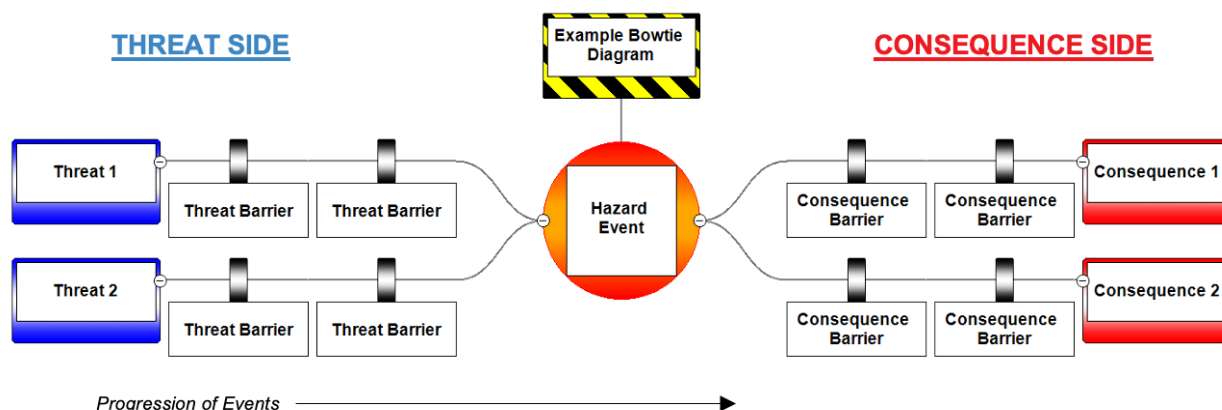 THREAT SIDE
Example Bowtie
Diagram
CONSEQUENCE SIDE
Threat 1
Threat Barrier
Threat Barrier
Hazard
Event
Consequence
Barrier
Consequence
Barrier
Consequence 1
Threat 2
Threat Barrier
Threat Barrier
Consequence
Barrier
Consequence
Barrier
Consequence 2
Progression of Events